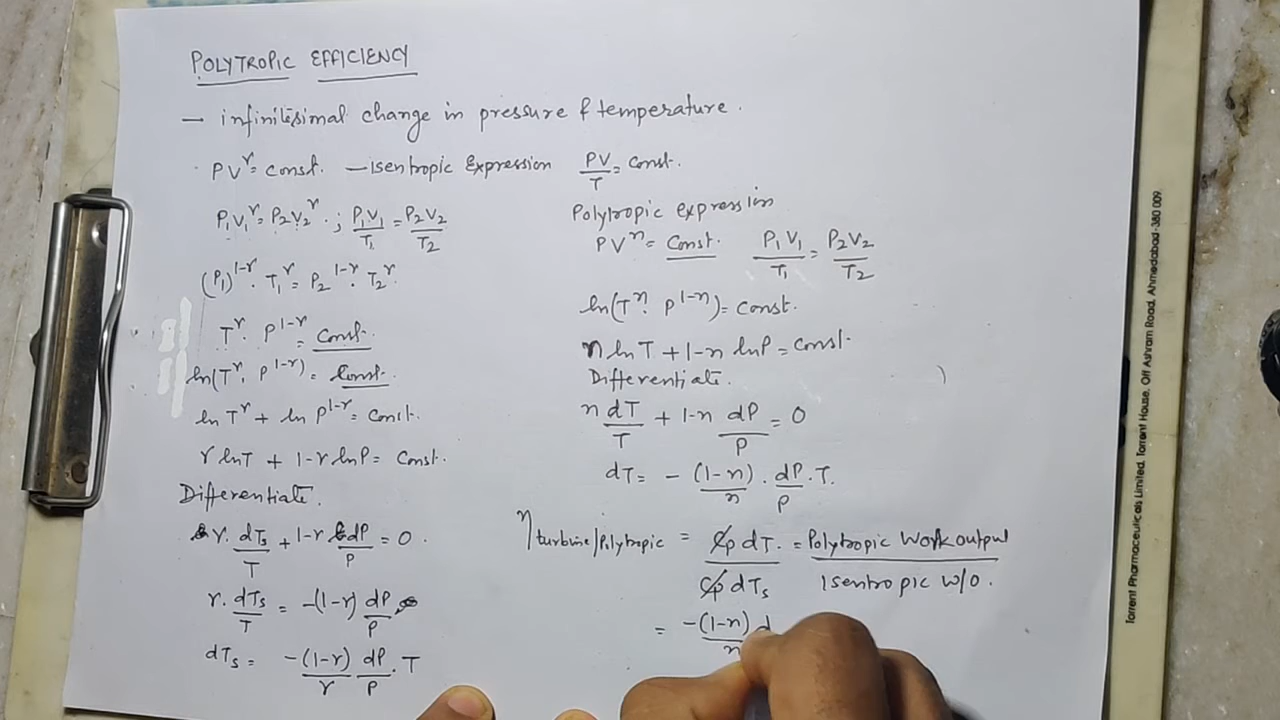 POLYTROPIC EFFICIENCY
— infinitesimal change in pressure & temperature.
PV^γ = const. — isentropic Expression
P₁V₁^γ = P₂V₂^γ. ; P₁V₁/T₁ = P₂V₂/T₂
(P₁)^1-γ · T₁^γ = P₂^1-γ · T₂^γ
T^γ · P^1-γ = Const.
ln(T^γ · P^1-γ) = Const.
ln T^γ + ln P^1-γ = Const.
γ lnT + 1-γ lnP = Const.
Differentiate.
γ. dTs/T + 1-γ dP/P = 0.
γ. dTs/T = -(1-γ) dP/P
dTs = -(1-γ)/γ dP/P . T
PV/T = Const.
Polytropic expression
PV^n = Const. P₁V₁/T₁ = P₂V₂/T₂
ln(T^n · P^1-n) = Const.
n lnT + 1-n lnP = Const.
Differentiate.
n dT/T + 1-n dP/P = 0
dT = -(1-n)/n . dP/P . T.
η turbine/Polytropic = Cp dT./Cp dTs = Polytropic Work output/Isentropic W/O.
= -(1-n)/n d
Torrent Pharmaceuticals Limited, Torrent House, Off Ashram Road, Ahmedabad-380 009.